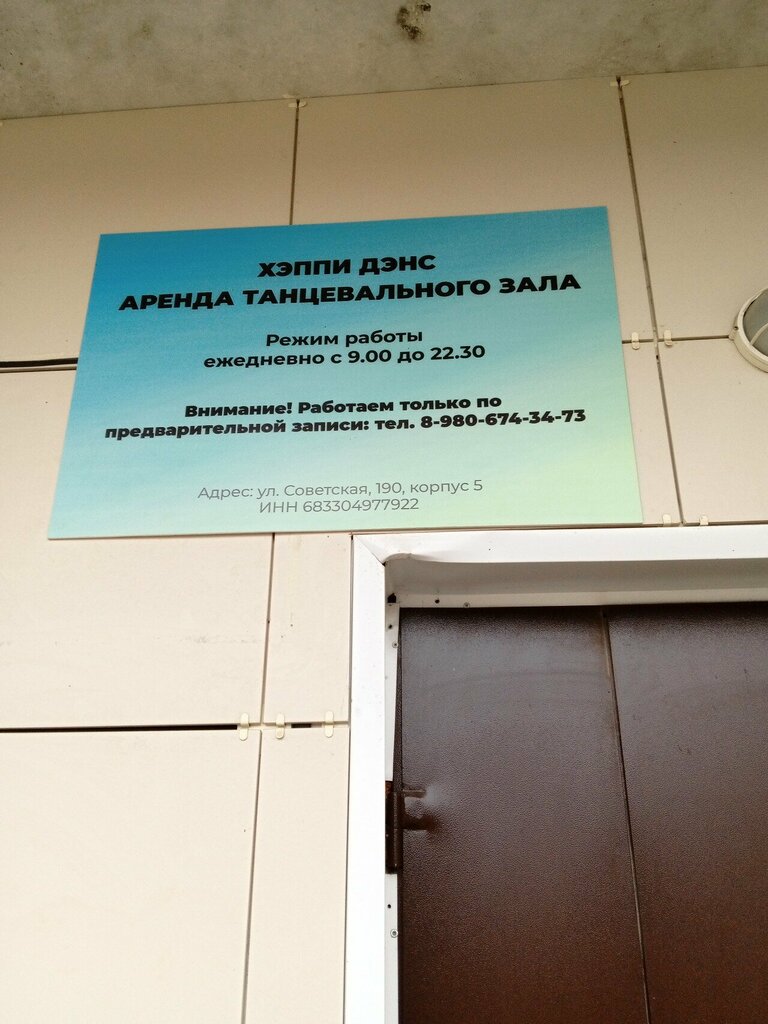 ХЭППИ ДЭНС
АРЕНДА ТАНЦЕВАЛЬНОГО ЗАЛА
Режим работы
ежедневно с 9.00 до 22.30
Внимание! Работаем только по
предварительной записи: тел. 8-980-674-34-73
Адрес: ул. Советская, 190, корпус 5
ИНН 683304977922